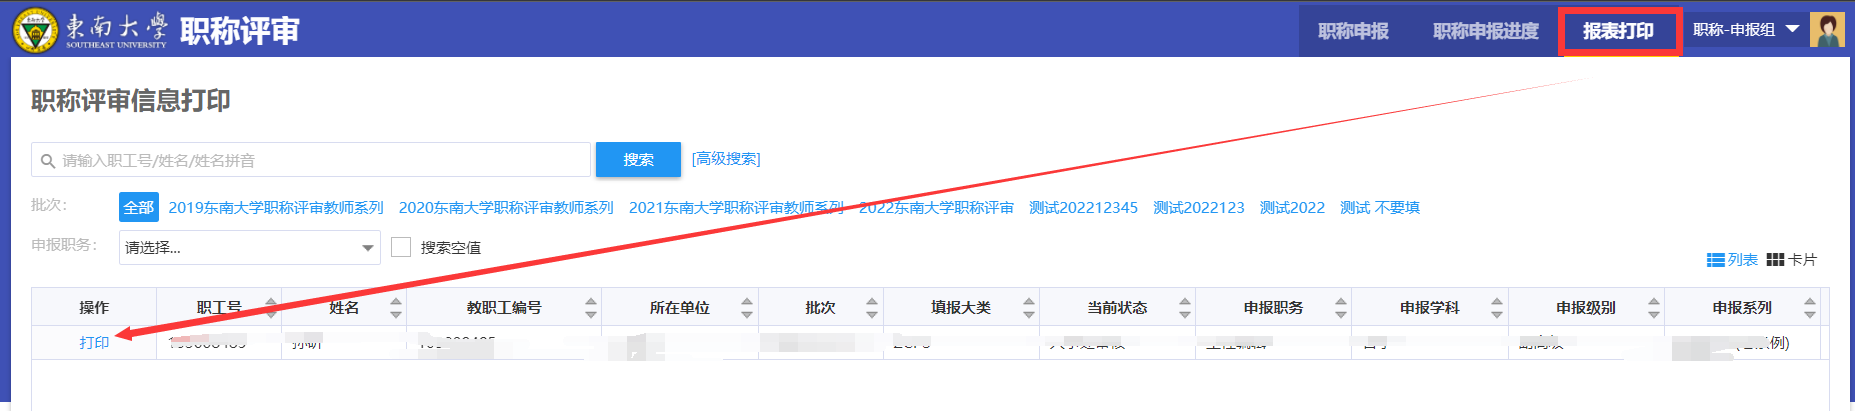 東南大學 职称评审 职称申报 职称申报进度 报表打印 职称-申报组
SOUTHEAST UNIVERSITY
职称评审信息打印
请输入职工号/姓名/姓名拼音 搜索 [高级搜索]
批次: 全部 2019东南大学职称评审教师系列 2020东南大学职称评审教师系列 2021东南大学职称评审教师系列 2022东南大学职称评审 测试202212345 测试2022123 测试2022 测试 不要填
申报职务: 请选择... 搜索空值
列表 卡片
操作 职工号 姓名 教职工编号 所在单位 批次 填报大类 当前状态 申报职务 申报学科 申报级别 申报系列
打印